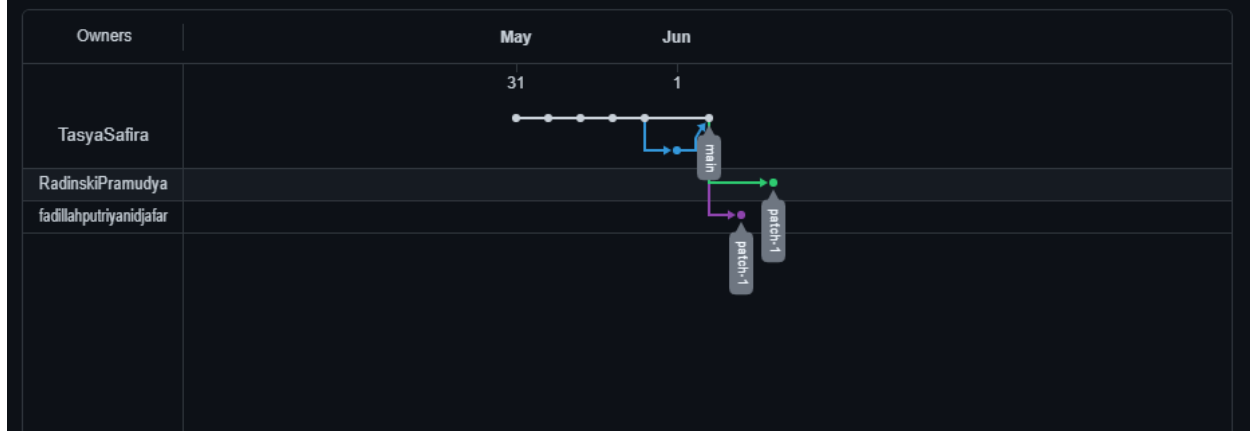 Owners May Jun
31 1
TasyaSafira
main
RadinskiPramudya
fadillahputriyanidjafar
patch-1
patch-1